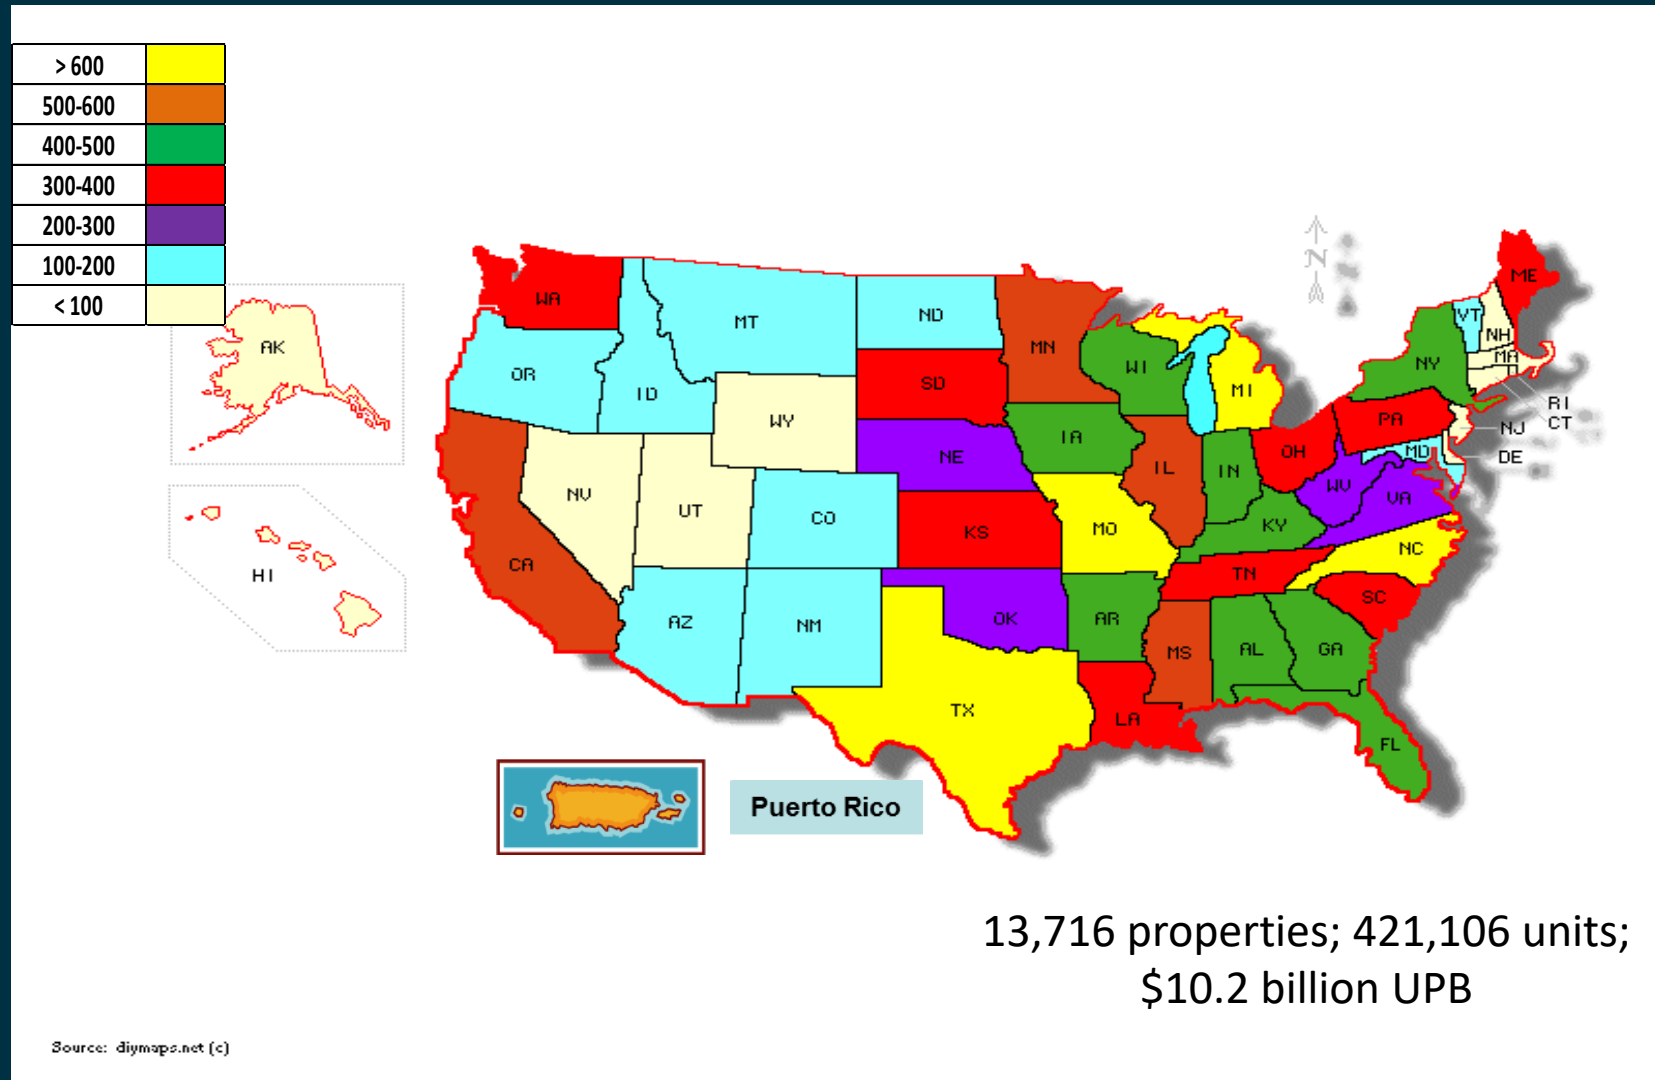 > 600
500-600
400-500
300-400
200-300
100-200
< 100
AK
HI
WA
OR
CA
ID
NV
MT
WY
UT
AZ
CO
NM
ND
SD
NE
KS
OK
TX
MN
IA
MO
AR
LA
WI
IL
MS
MI
IN
KY
TN
AL
OH
GA
FL
SC
NC
VA
WV
PA
NY
MD
VT
NH
MA
ME
RI
CT
NJ
DE
N
Puerto Rico
13,716 properties; 421,106 units;
$10.2 billion UPB
Source: diymaps.net (c)